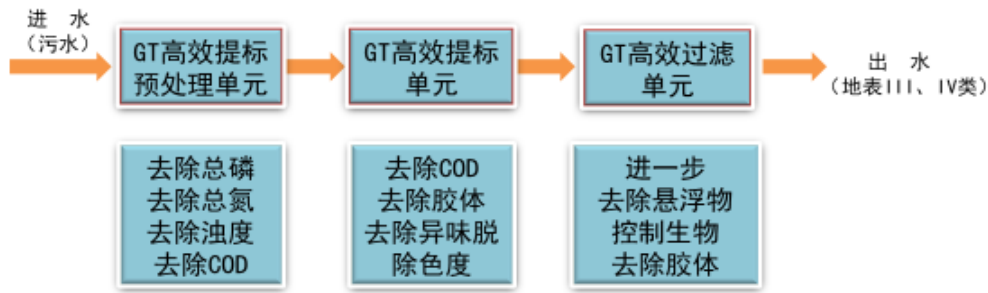 进 水
（污水）
GT高效提标
预处理单元
GT高效提标
单元
GT高效过滤
单元
出 水
（地表III、IV类）
去除总磷
去除总氮
去除浊度
去除COD
去除COD
去除胶体
去除异味脱
除色度
进一步
去除悬浮物
控制生物
去除胶体